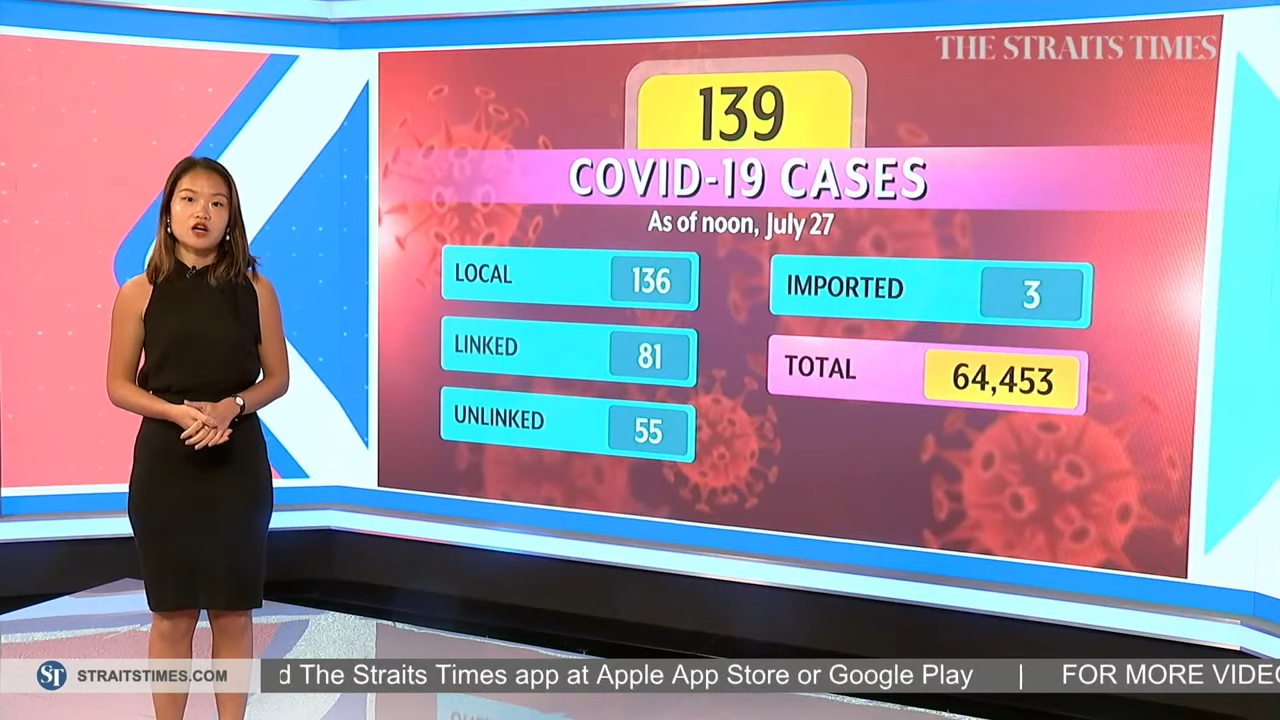 THE STRAITS TIMES
139
COVID-19 CASES
As of noon, July 27
LOCAL 136
LINKED 81
UNLINKED 55
IMPORTED 3
TOTAL 64,453
ST STRAITSTIMES.COM
d The Straits Times app at Apple App Store or Google Play | FOR MORE VIDEO